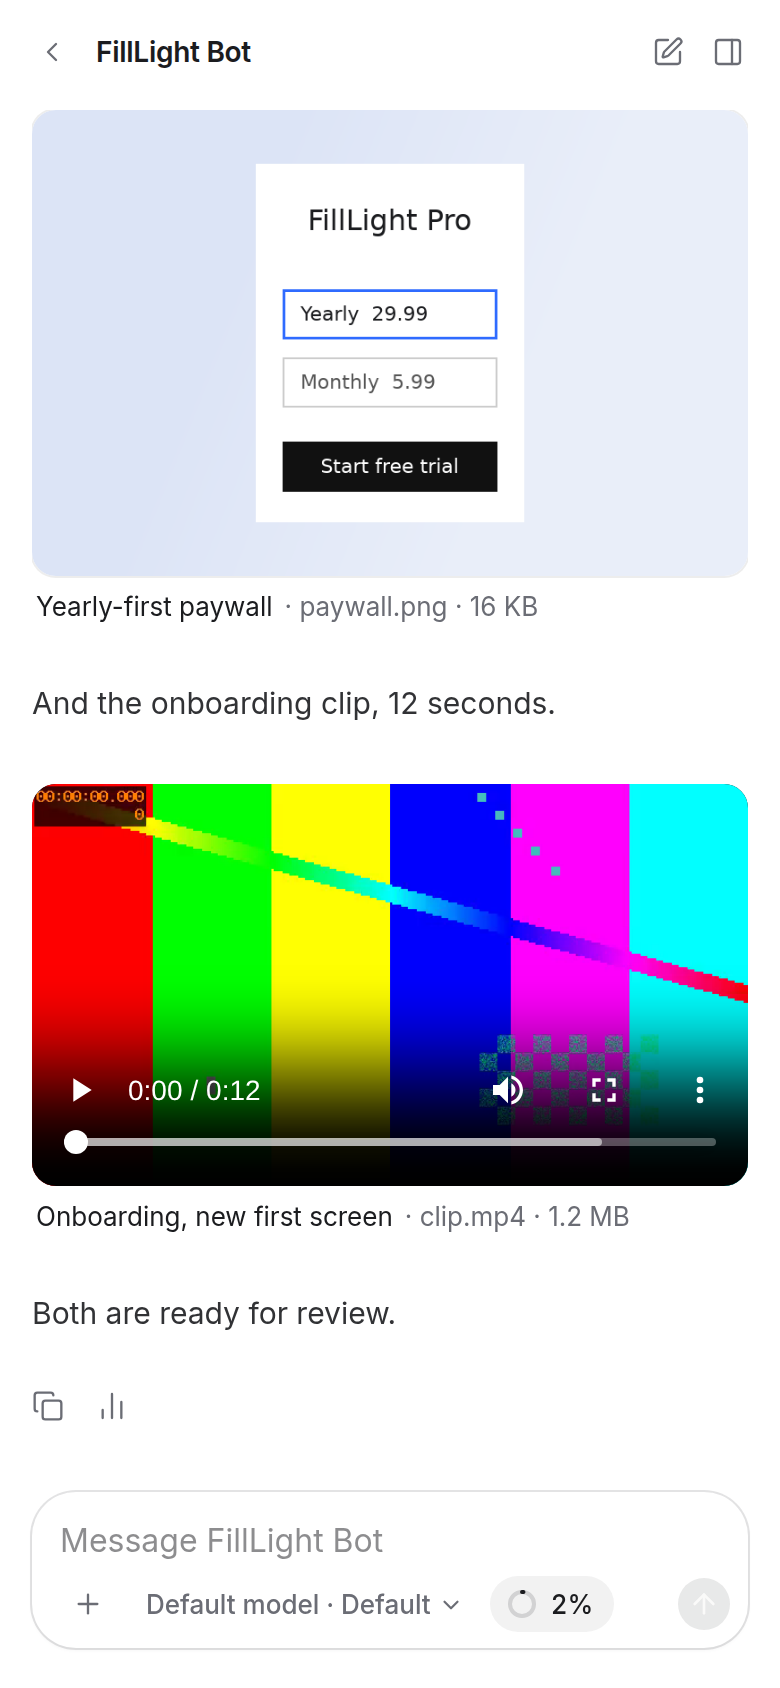 FillLight Bot
FillLight Pro
Yearly 29.99
Monthly 5.99
Start free trial
Yearly-first paywall · paywall.png · 16 KB
And the onboarding clip, 12 seconds.
00:00:00.000
0
0:00 / 0:12
Onboarding, new first screen · clip.mp4 · 1.2 MB
Both are ready for review.
Message FillLight Bot
Default model · Default
2%